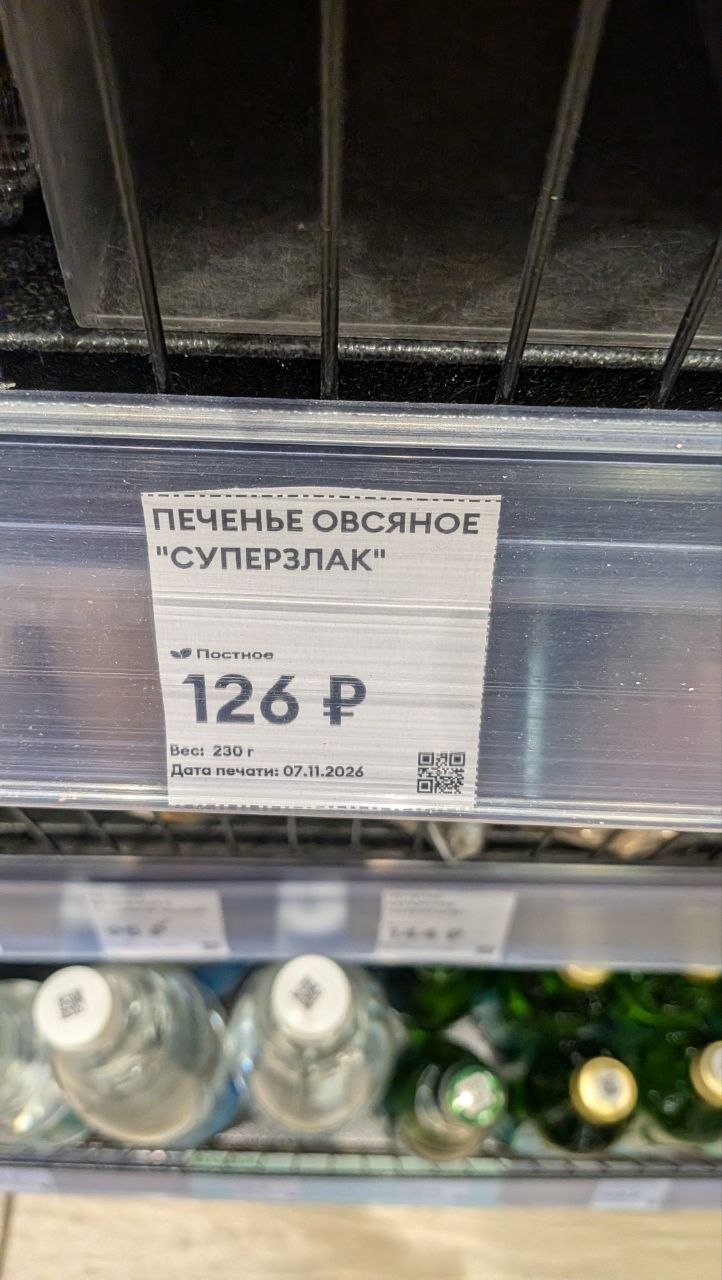 ПЕЧЕНЬЕ ОВСЯНОЕ
"СУПЕРЗЛАК"
Постное
126 ₽
Вес: 230 г
Дата печати: 07.11.2026